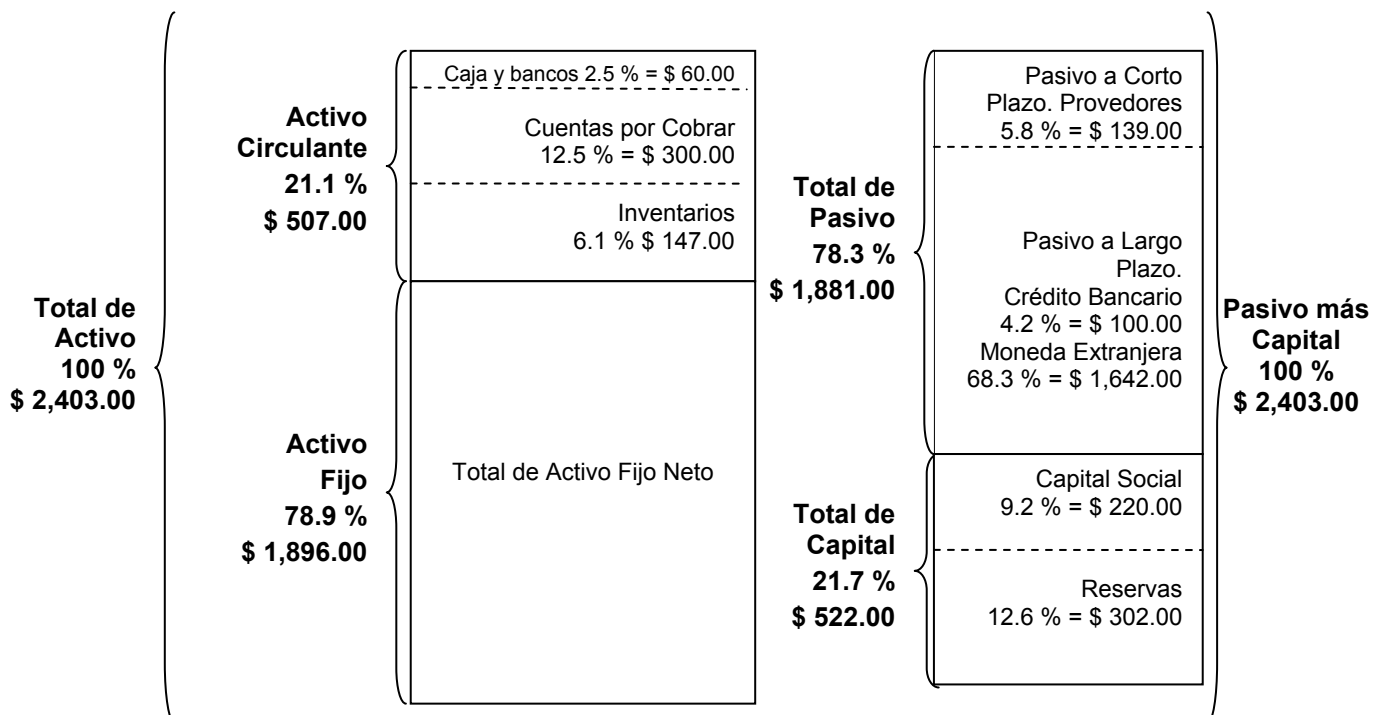 Total de
Activo
100 %
$ 2,403.00
Activo
Circulante
21.1 %
$ 507.00
Caja y bancos 2.5 % = $ 60.00
Cuentas por Cobrar
12.5 % = $ 300.00
Inventarios
6.1 % $ 147.00
Activo
Fijo
78.9 %
$ 1,896.00
Total de Activo Fijo Neto
Total de
Pasivo
78.3 %
$ 1,881.00
Pasivo a Corto
Plazo. Provedores
5.8 % = $ 139.00
Pasivo a Largo
Plazo.
Crédito Bancario
4.2 % = $ 100.00
Moneda Extranjera
68.3 % = $ 1,642.00
Total de
Capital
21.7 %
$ 522.00
Capital Social
9.2 % = $ 220.00
Reservas
12.6 % = $ 302.00
Pasivo más
Capital
100 %
$ 2,403.00